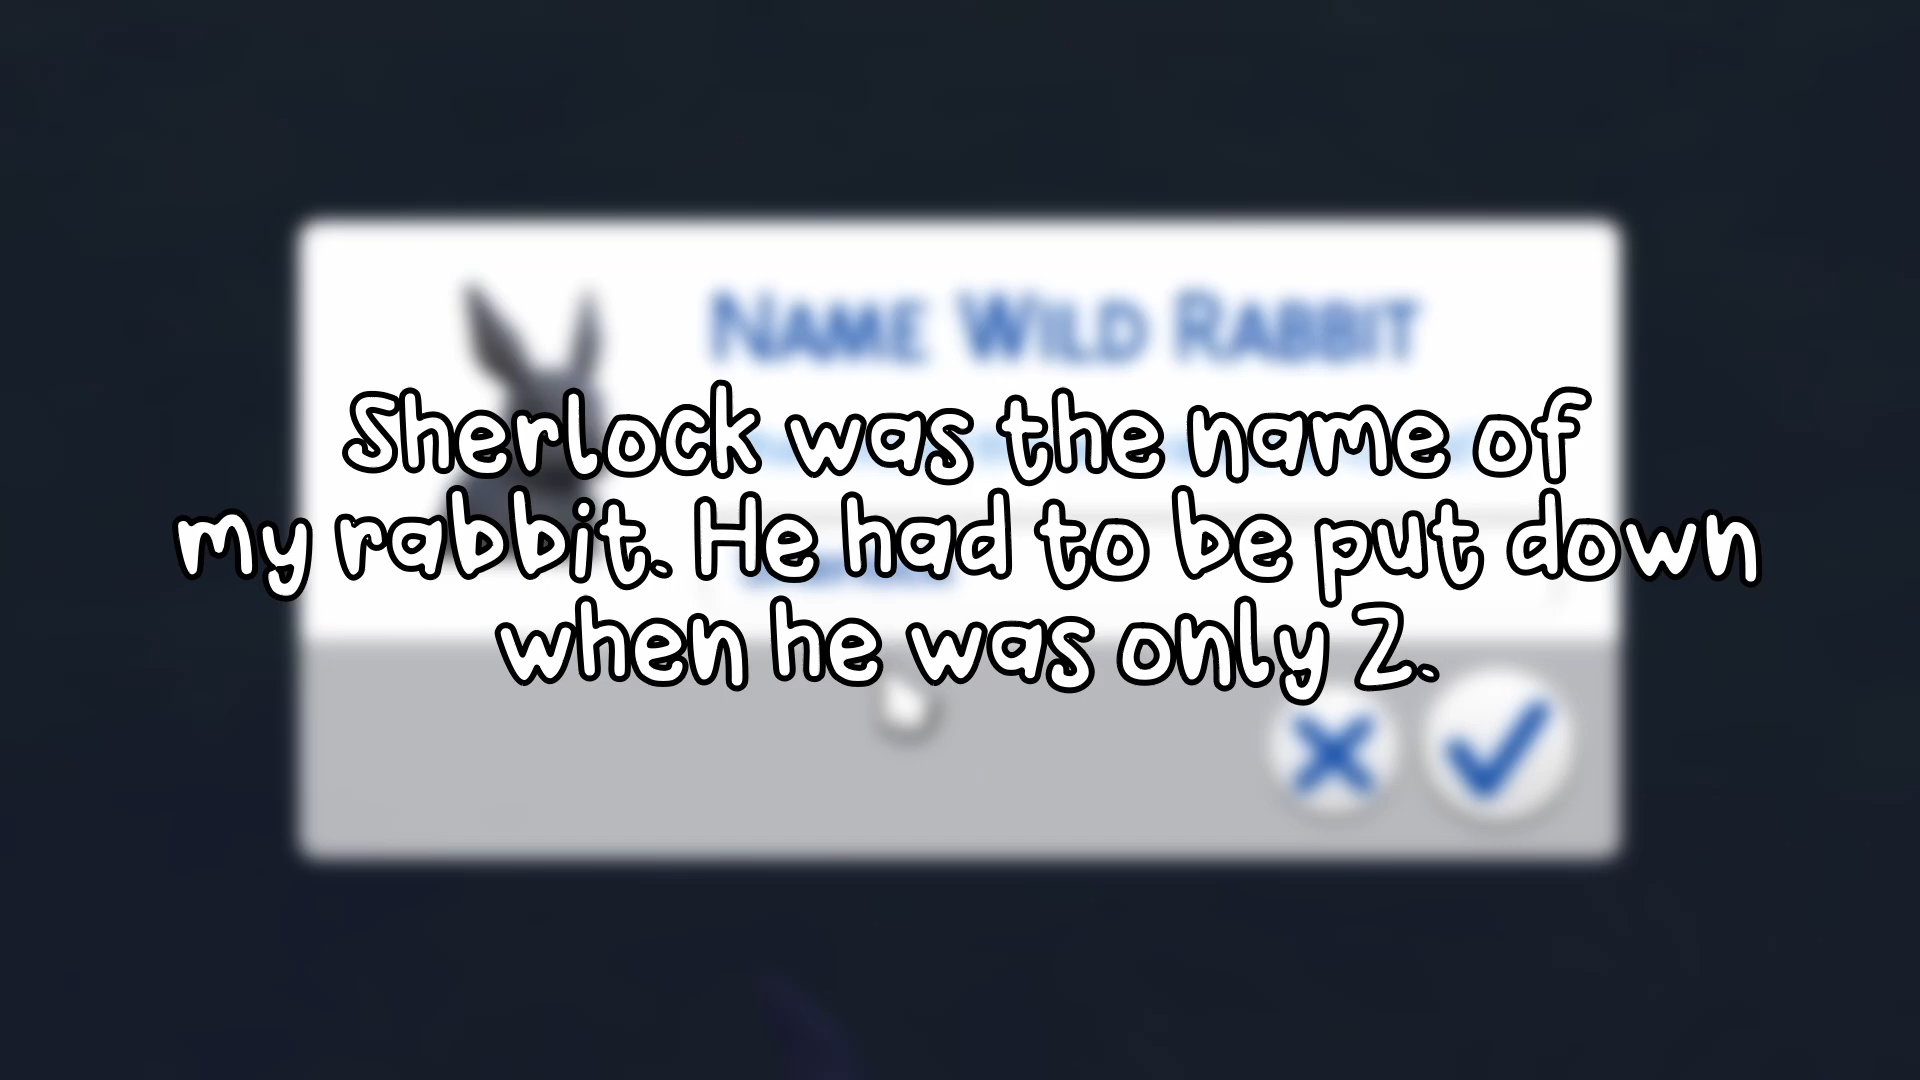 Name Wild Rabbit
Sherlock was the name of
my rabbit. He had to be put down
when he was only 2.